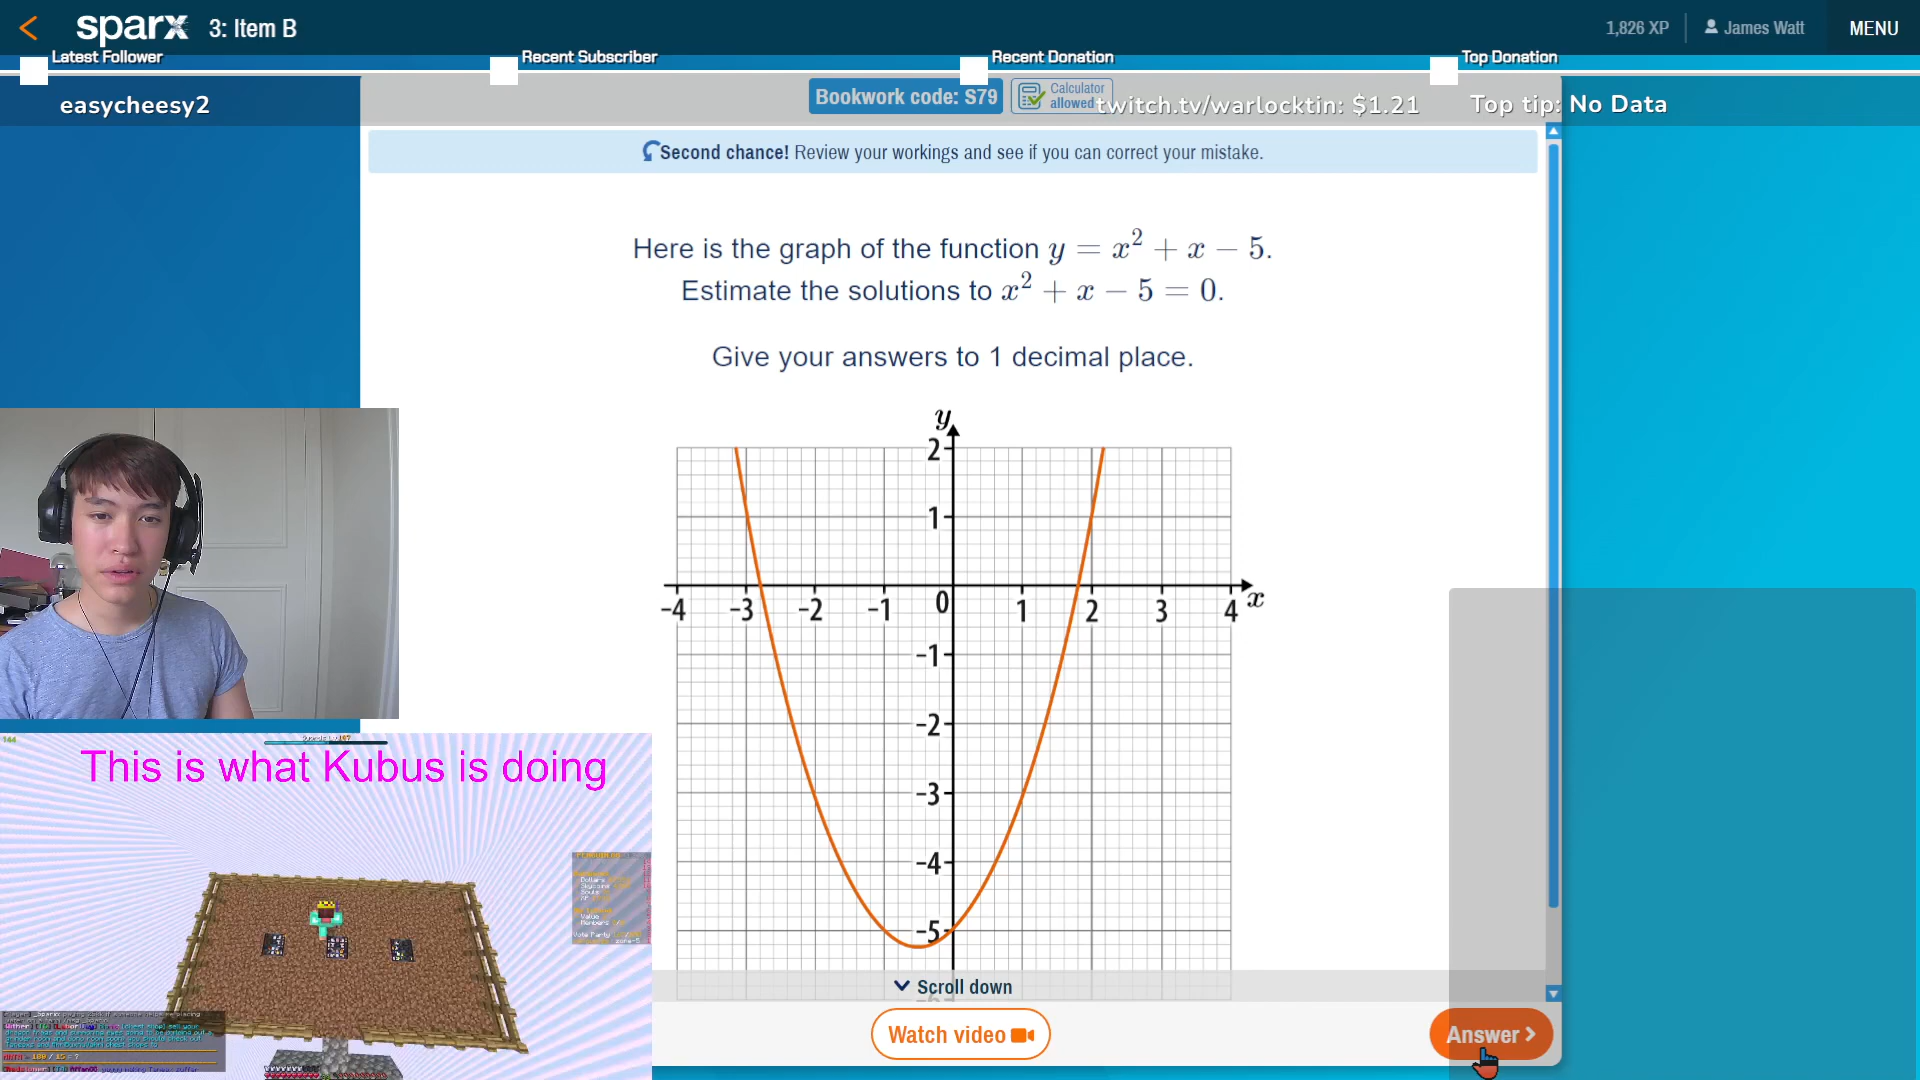 sparx 3: Item B 1,826 XP James Watt MENU
Latest Follower Recent Subscriber Recent Donation Top Donation
easycheesy2 twitch.tv/warlocktin: $1.21 Top tip: No Data
Bookwork code: S79 Calculator allowed
Second chance! Review your workings and see if you can correct your mistake.
Here is the graph of the function y = x² + x − 5.
Estimate the solutions to x² + x − 5 = 0.
Give your answers to 1 decimal place.
y
2
1
-4 -3 -2 -1 0 1 2 3 4 x
-1
-2
-3
-4
-5
Scroll down
Watch video
Answer
This is what Kubus is doing
144